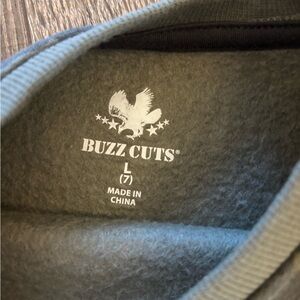 BUZZ CUTS®
L
(7)
MADE IN
CHINA